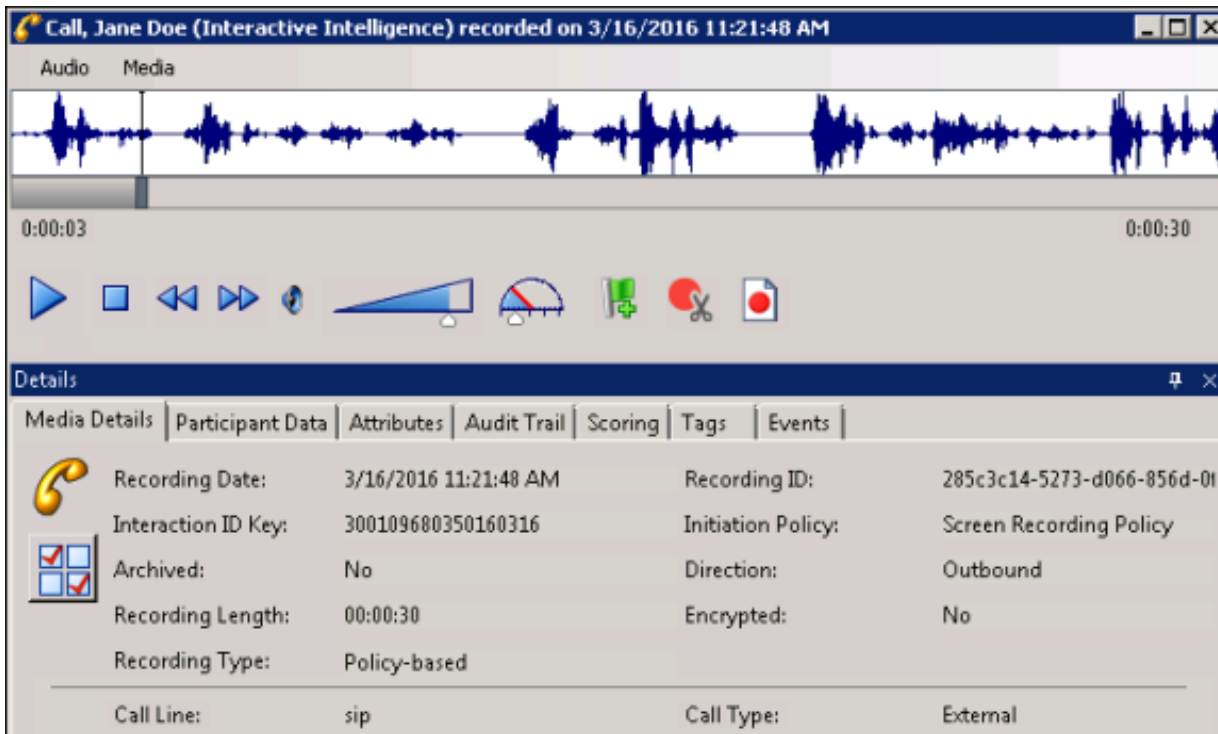 Call, Jane Doe (Interactive Intelligence) recorded on 3/16/2016 11:21:48 AM
Audio Media
0:00:03 0:00:30
Details
Media Details Participant Data Attributes Audit Trail Scoring Tags Events
Recording Date: 3/16/2016 11:21:48 AM Recording ID: 285c3c14-5273-d066-856d-0
Interaction ID Key: 300109680350160316 Initiation Policy: Screen Recording Policy
Archived: No Direction: Outbound
Recording Length: 00:00:30 Encrypted: No
Recording Type: Policy-based
Call Line: sip Call Type: External